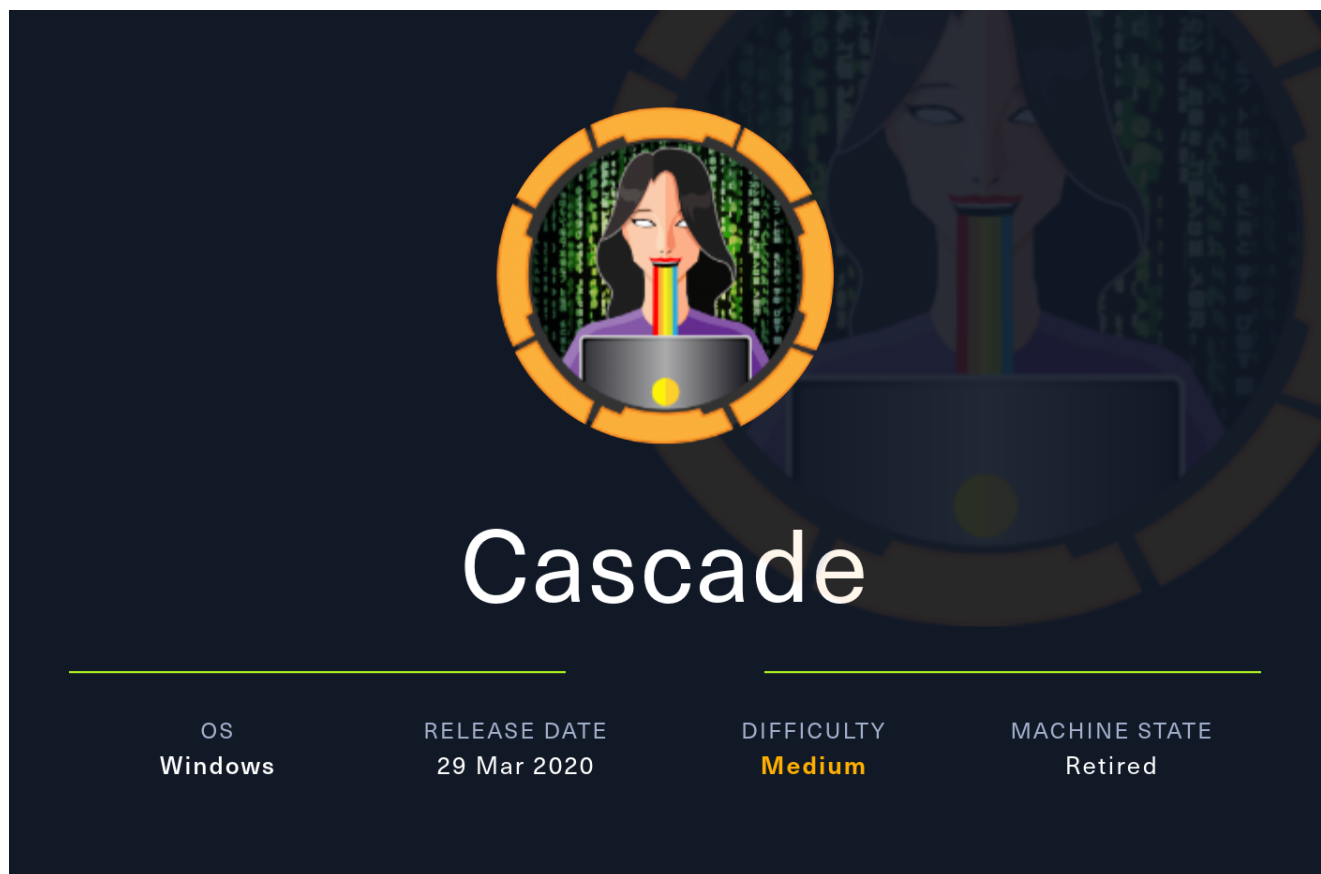 Cascade
OS
Windows
RELEASE DATE
29 Mar 2020
DIFFICULTY
Medium
MACHINE STATE
Retired